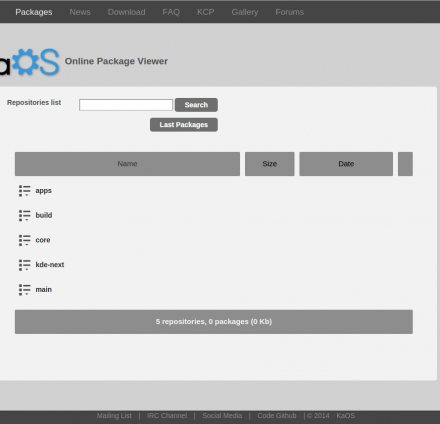 Packages News Download FAQ KCP Gallery Forums
aOS Online Package Viewer
Repositories list Search
Last Packages
Name Size Date
apps
build
core
kde-next
main
5 repositories, 0 packages (0 Kb)
Mailing List | IRC Channel | Social Media | Code Github | © 2014 KaOS